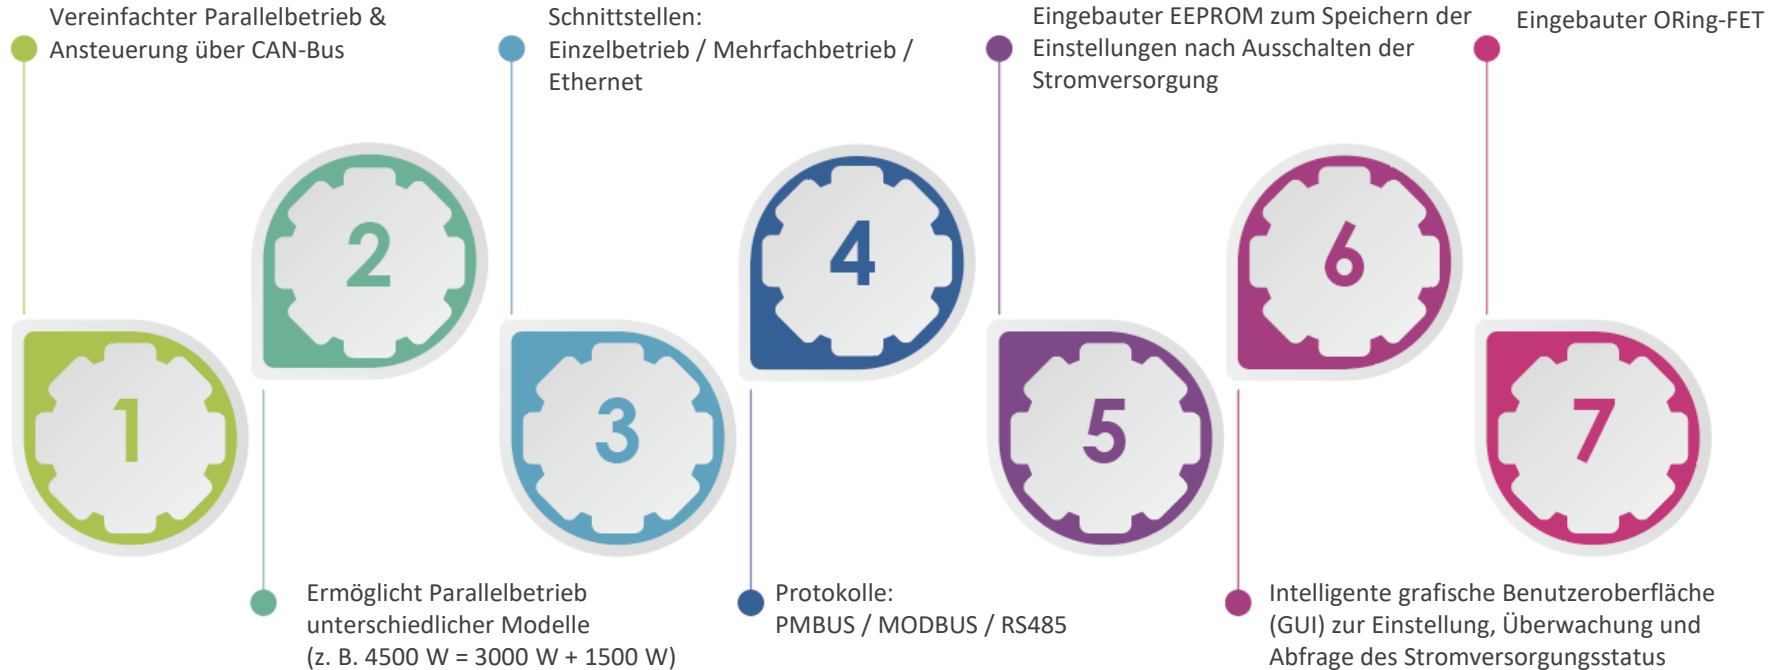 Vereinfachter Parallelbetrieb &
Ansteuerung über CAN-Bus
Schnittstellen:
Einzelbetrieb / Mehrfachbetrieb /
Ethernet
Eingebauter EEPROM zum Speichern der
Einstellungen nach Ausschalten der
Stromversorgung
Eingebauter ORing-FET
1
2
3
4
5
6
7
Ermöglicht Parallelbetrieb
unterschiedlicher Modelle
(z. B. 4500 W = 3000 W + 1500 W)
Protokolle:
PMBUS / MODBUS / RS485
Intelligente grafische Benutzeroberfläche
(GUI) zur Einstellung, Überwachung und
Abfrage des Stromversorgungsstatus